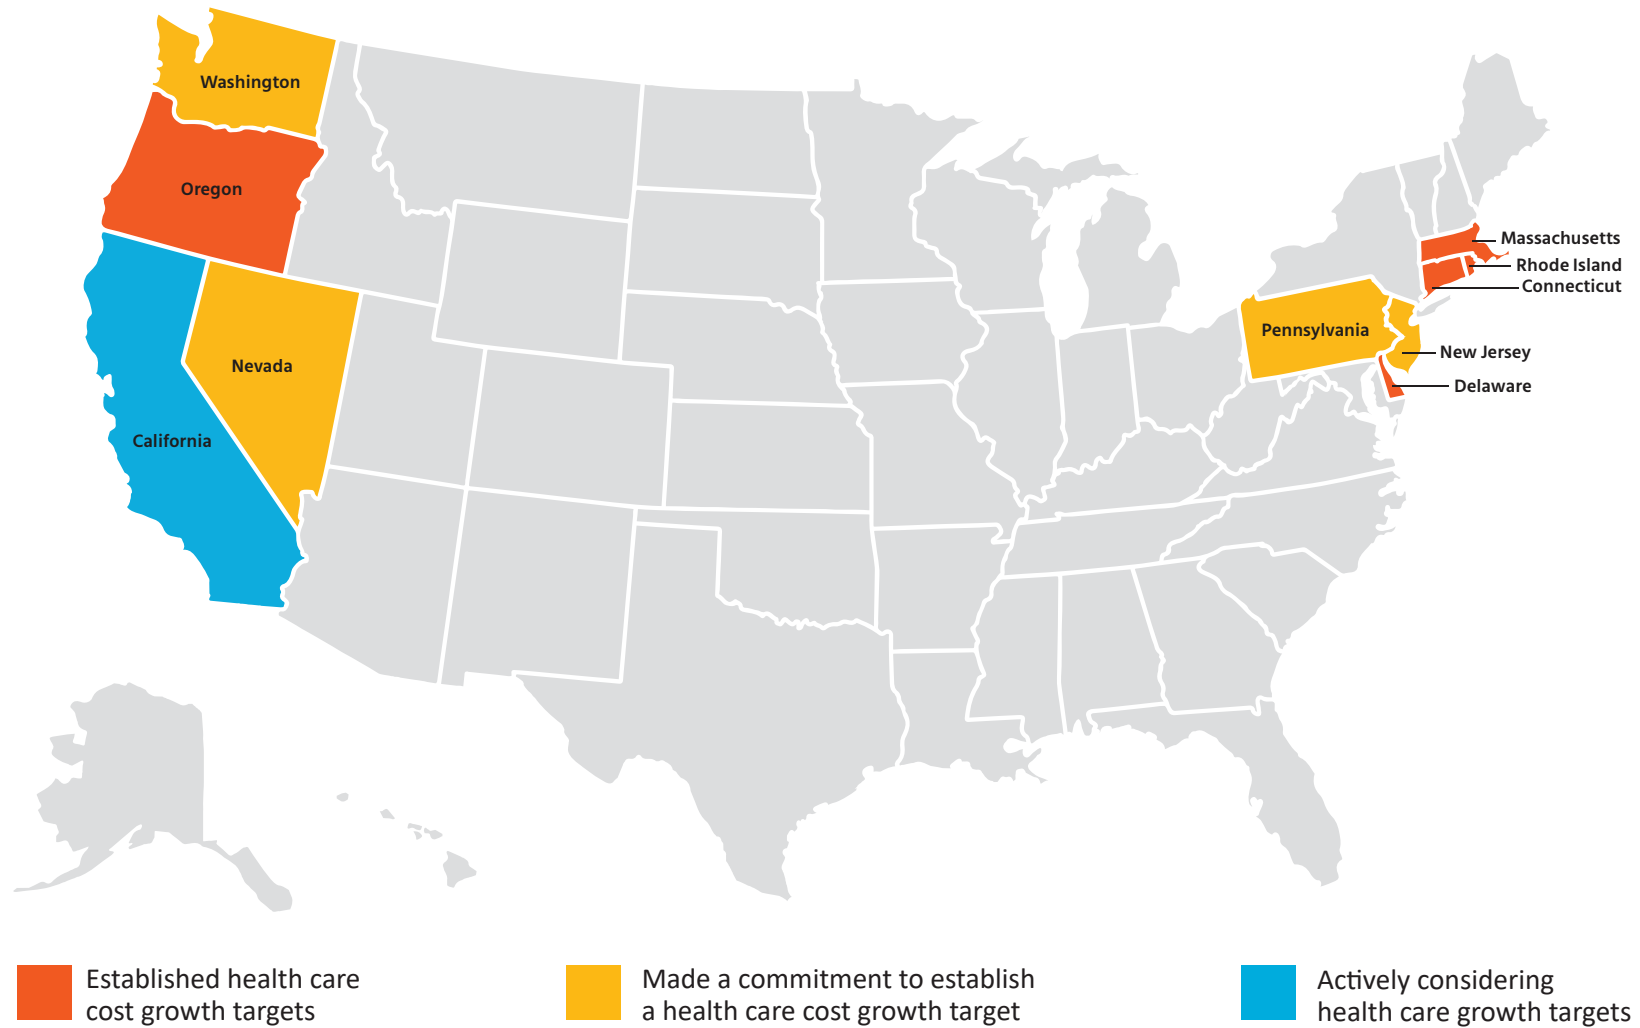 Washington
Oregon
Massachusetts
Rhode Island
Connecticut
Pennsylvania
New Jersey
Nevada
Delaware
California
Established health care
cost growth targets
Made a commitment to establish
a health care cost growth target
Actively considering
health care growth targets